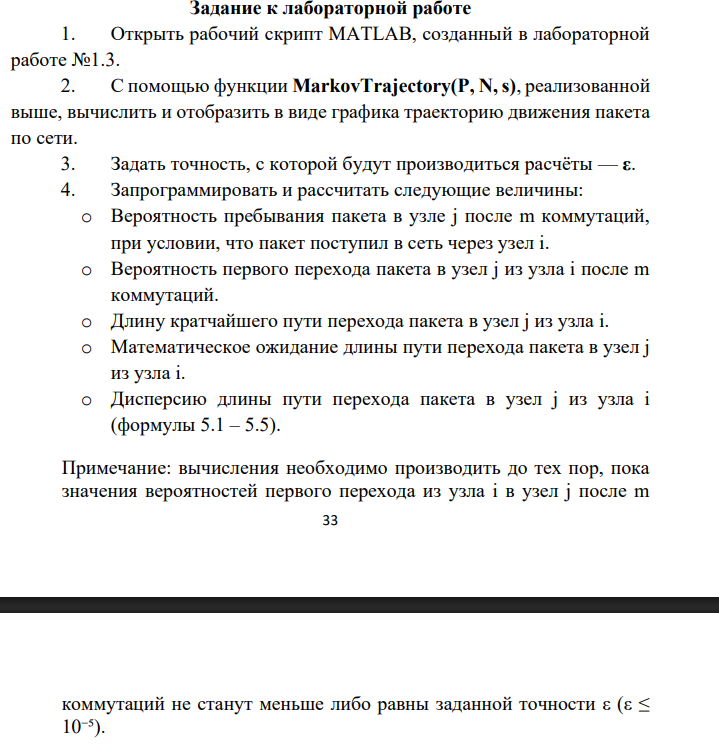 Задание к лабораторной работе
1. Открыть рабочий скрипт MATLAB, созданный в лабораторной
работе №1.3.
2. С помощью функции MarkovTrajectory(P, N, s), реализованной
выше, вычислить и отобразить в виде графика траекторию движения пакета
по сети.
3. Задать точность, с которой будут производиться расчёты — ε.
4. Запрограммировать и рассчитать следующие величины:
o Вероятность пребывания пакета в узле j после m коммутаций,
при условии, что пакет поступил в сеть через узел i.
o Вероятность первого перехода пакета в узел j из узла i после m
коммутаций.
o Длину кратчайшего пути перехода пакета в узел j из узла i.
o Математическое ожидание длины пути перехода пакета в узел j
из узла i.
o Дисперсию длины пути перехода пакета в узел j из узла i
(формулы 5.1 – 5.5).
Примечание: вычисления необходимо производить до тех пор, пока
значения вероятностей первого перехода из узла i в узел j после m
33
коммутаций не станут меньше либо равны заданной точности ε (ε ≤
10⁻⁵).